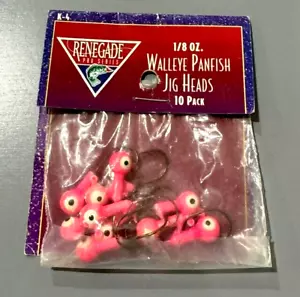 K-4
RENEGADE
PRO SERIES
1/8 OZ.
WALLEYE PANFISH
JIG HEADS
10 PACK